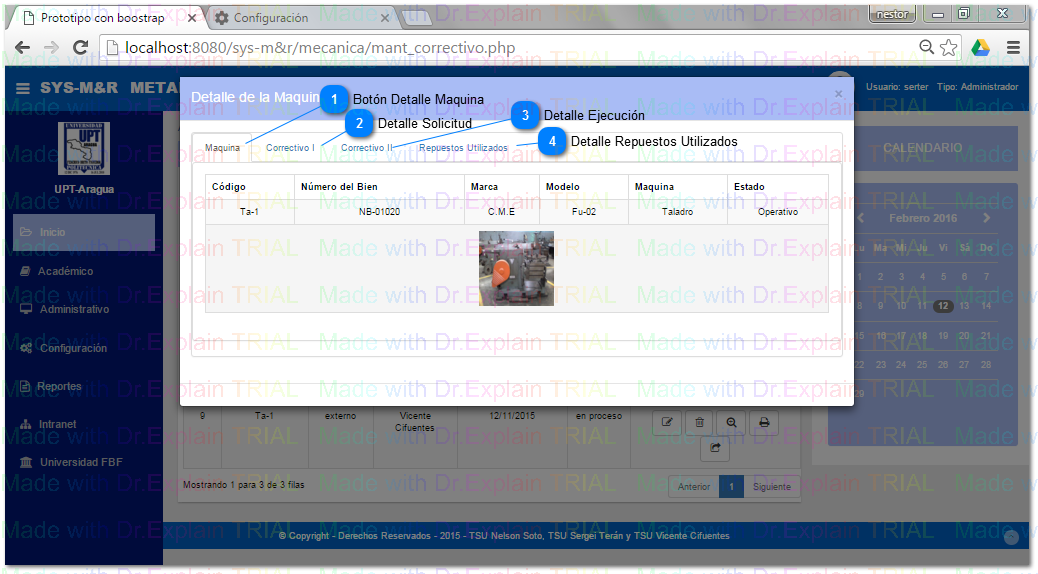 Prototipo con boostrap
Configuración
nestor
localhost:8080/sys-m&r/mecanica/mant_correctivo.php
SYS-M&R META
Usuario: serter Tipo: Administrador
Detalle de la Maquin
×
1 Botón Detalle Maquina
2 Detalle Solicitud
3 Detalle Ejecución
4 Detalle Repuestos Utilizados
Maquina Correctivo I Correctivo II Repuestos Utilizados
Código Número del Bien Marca Modelo Maquina Estado
Ta-1 NB-01020 C.M.E Fu-02 Taladro Operativo
UNIVERSIDAD
UPT
UPT-Aragua
Inicio
Académico
Administrativo
Configuración
Reportes
Intranet
Universidad FBF
CALENDARIO
Febrero 2016
Lu Ma Mi Ju Vi Sá Do
1 2 3 4 5 6 7
8 9 10 11 12 13 14
15 16 17 18 19 20 21
22 23 24 25 26 27 28
29
9 Ta-1 externo Vicente Cifuentes 12/11/2015 en proceso
Mostrando 1 para 3 de 3 filas
Anterior 1 Siguiente
© Copyright - Derechos Reservados - 2015 - TSU Nelson Soto, TSU Sergei Terán y TSU Vicente Cifuentes
Made with Dr.Explain TRIAL